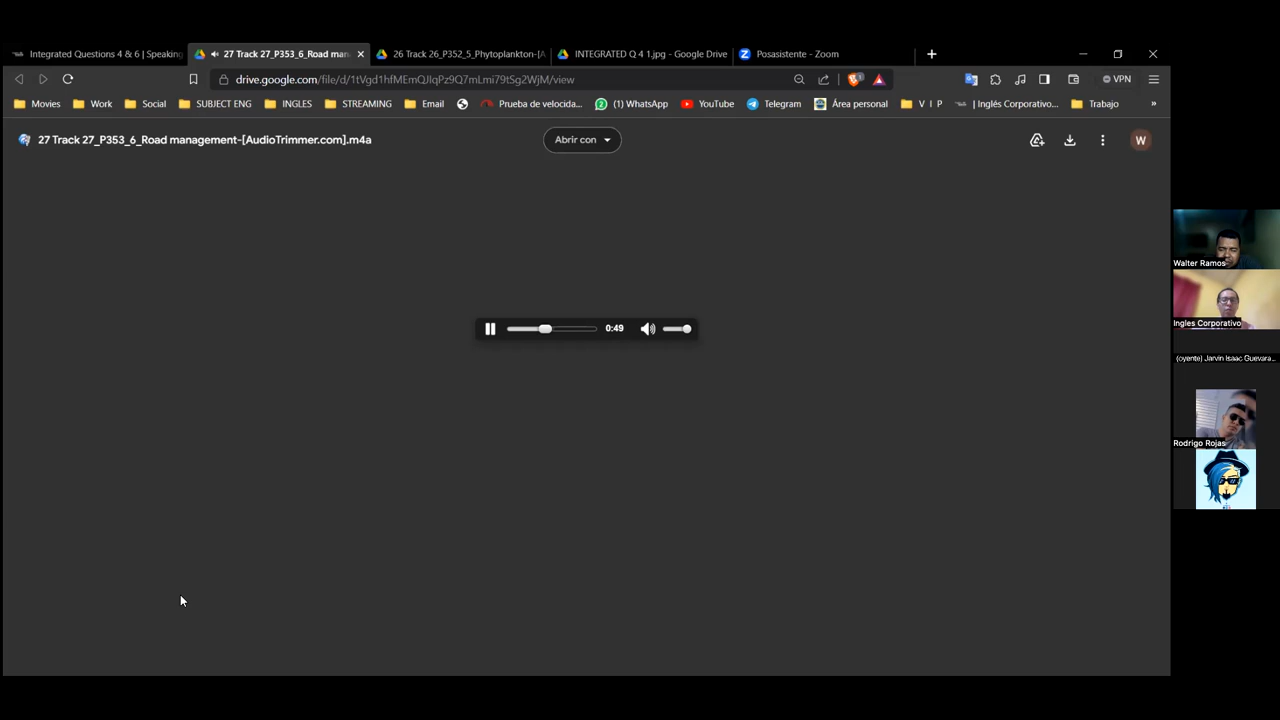 Integrated Questions 4 & 6 | Speaking
27 Track 27_P353_6_Road man
26 Track 26_P352_5_Phytoplankton-[A
INTEGRATED Q 4 1.jpg - Google Drive
Posasistente - Zoom
drive.google.com/file/d/1tVgd1hfMEmQJIqPz9Q7mLmi79tSg2WjM/view
VPN
Movies
Work
Social
SUBJECT ENG
INGLES
STREAMING
Email
Prueba de velocida...
(1) WhatsApp
YouTube
Telegram
Área personal
V I P
| Inglés Corporativo...
Trabajo
»
27 Track 27_P353_6_Road management-[AudioTrimmer.com].m4a
Abrir con
W
0:49
Walter Ramos
Ingles Corporativo
(oyente) Jarvin Isaac Guevara...
Rodrigo Rojas